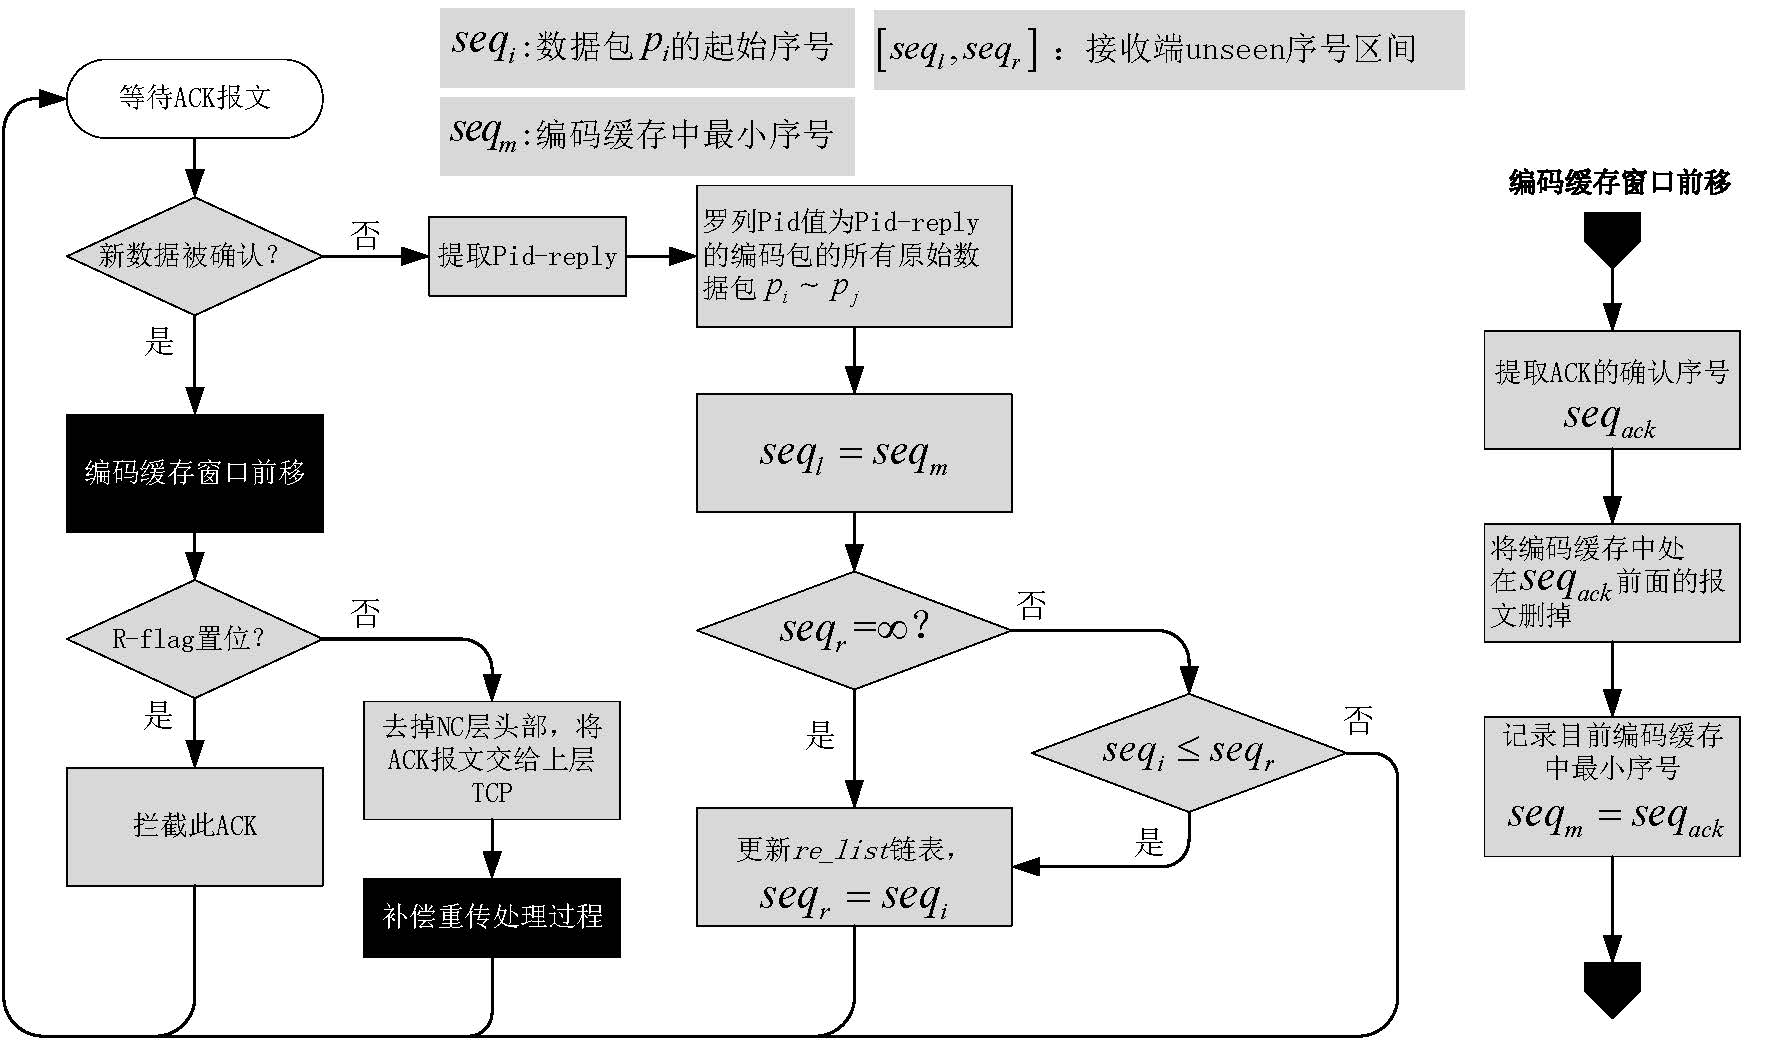 seq_i:数据包 p_i的起始序号
[seq_l,seq_r]：接收端unseen序号区间
seq_m:编码缓存中最小序号
等待ACK报文
新数据被确认?
否
是
提取Pid-reply
罗列Pid值为Pid-reply
的编码包的所有原始数
据包 p_i ~ p_j
编码缓存窗口前移
R-flag置位?
否
是
拦截此ACK
去掉NC层头部，将
ACK报文交给上层
TCP
补偿重传处理过程
seq_l = seq_m
seq_r =∞?
否
是
seq_i ≤ seq_r
否
是
更新re_list链表，
seq_r = seq_i
编码缓存窗口前移
提取ACK的确认序号
seq_ack
将编码缓存中处
在seq_ack前面的报
文删掉
记录目前编码缓存
中最小序号
seq_m = seq_ack